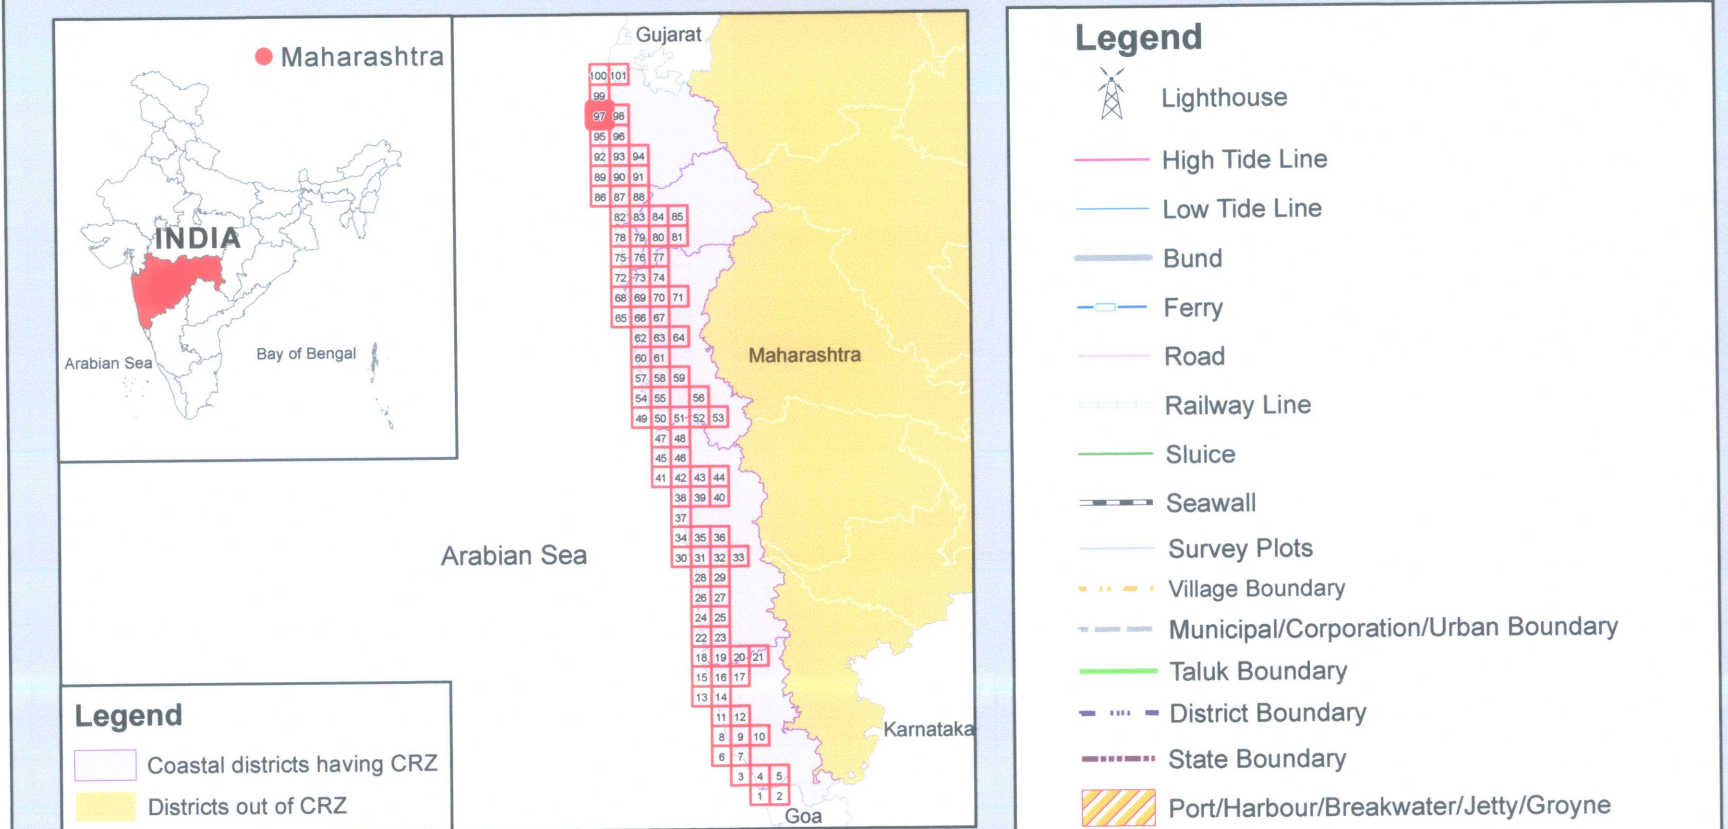 Maharashtra
INDIA
Arabian Sea
Bay of Bengal
Gujarat
100 101
99
97 98
95 96
92 93 94
89 90 91
86 87 88
82 83 84 85
78 79 80 81
75 76 77
72 73 74
68 69 70 71
65 66 67
62 63 64
60 61
Maharashtra
57 58 59
54 55 56
49 50 51 52 53
47 48
45 46
41 42 43 44
38 39 40
37
34 35 36
Arabian Sea
30 31 32 33
28 29
26 27
24 25
22 23
18 19 20 21
15 16 17
13 14
11 12
8 9 10
Karnataka
6 7
3 4 5
1 2
Goa
Legend
Coastal districts having CRZ
Districts out of CRZ
Legend
Lighthouse
High Tide Line
Low Tide Line
Bund
Ferry
Road
Railway Line
Sluice
Seawall
Survey Plots
Village Boundary
Municipal/Corporation/Urban Boundary
Taluk Boundary
District Boundary
State Boundary
Port/Harbour/Breakwater/Jetty/Groyne